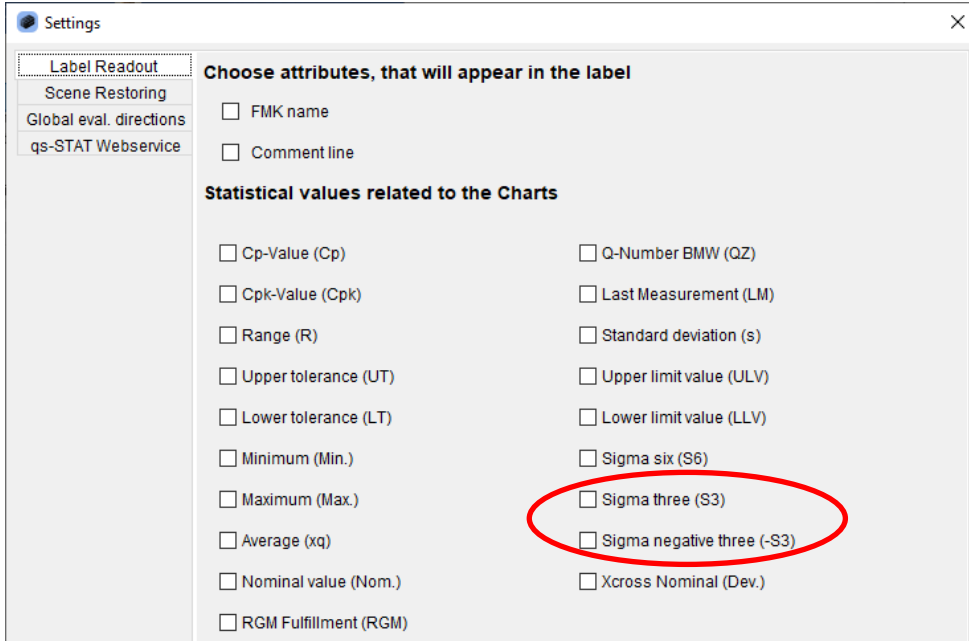 Settings
Label Readout
Scene Restoring
Global eval. directions
qs-STAT Webservice
Choose attributes, that will appear in the label
FMK name
Comment line
Statistical values related to the Charts
Cp-Value (Cp)
Q-Number BMW (QZ)
Cpk-Value (Cpk)
Last Measurement (LM)
Range (R)
Standard deviation (s)
Upper tolerance (UT)
Upper limit value (ULV)
Lower tolerance (LT)
Lower limit value (LLV)
Minimum (Min.)
Sigma six (S6)
Maximum (Max.)
Sigma three (S3)
Average (xq)
Sigma negative three (-S3)
Nominal value (Nom.)
Xcross Nominal (Dev.)
RGM Fulfillment (RGM)